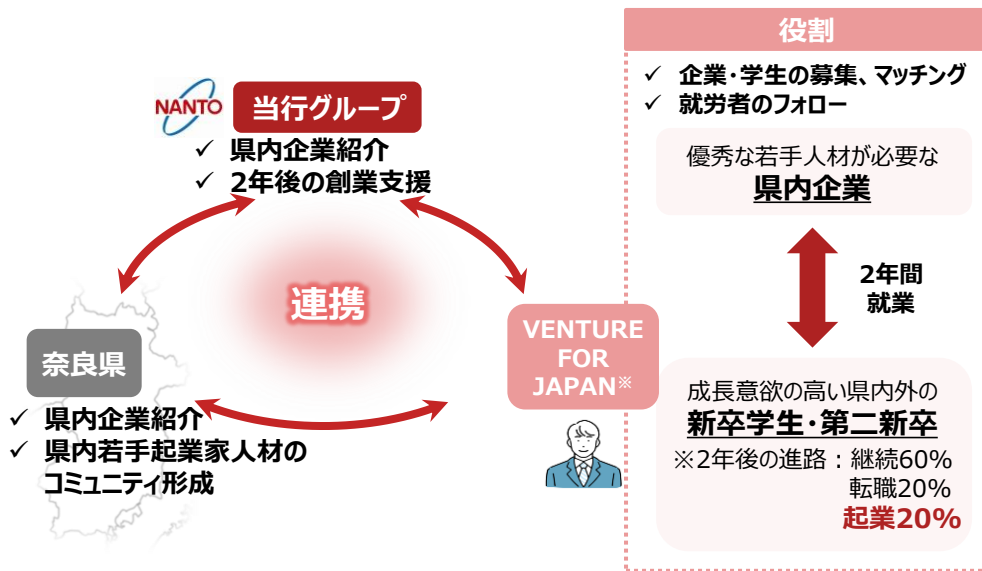 NANTO
当行グループ
✓ 県内企業紹介
✓ 2年後の創業支援
連携
奈良県
✓ 県内企業紹介
✓ 県内若手起業家人材の
コミュニティ形成
VENTURE
FOR
JAPAN※
役割
✓ 企業・学生の募集、マッチング
✓ 就労者のフォロー
優秀な若手人材が必要な
県内企業
2年間
就業
成長意欲の高い県内外の
新卒学生・第二新卒
※2年後の進路：継続60%
転職20%
起業20%